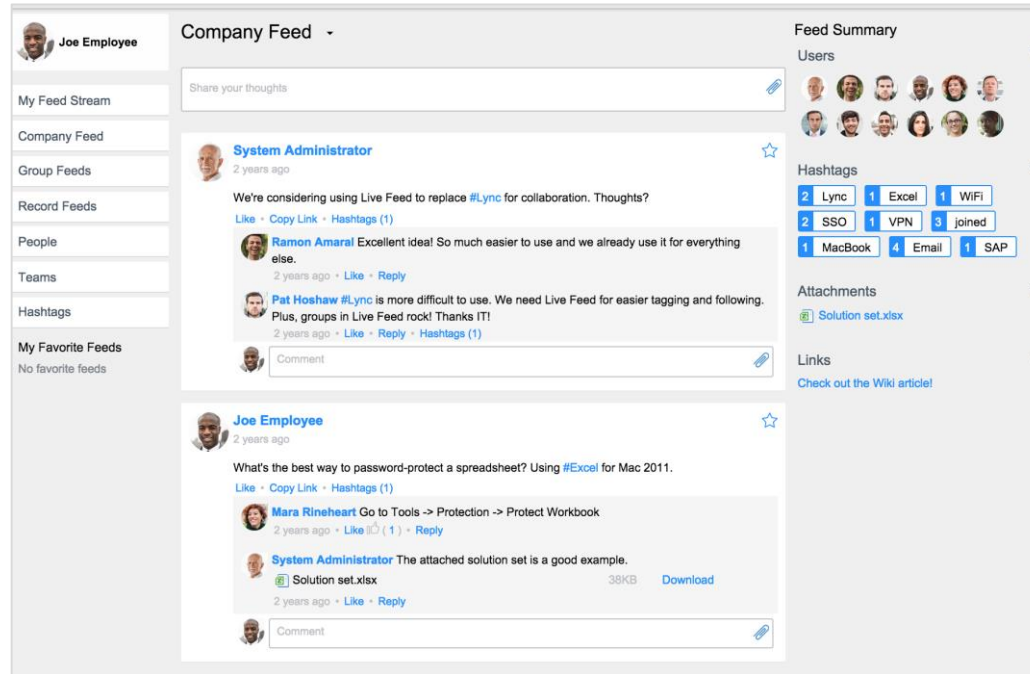 Joe Employee
My Feed Stream
Company Feed
Group Feeds
Record Feeds
People
Teams
Hashtags
My Favorite Feeds
No favorite feeds
Company Feed
Share your thoughts
System Administrator
2 years ago
We're considering using Live Feed to replace #Lync for collaboration. Thoughts?
Like • Copy Link • Hashtags (1)
Ramon Amaral Excellent idea! So much easier to use and we already use it for everything
else.
2 years ago • Like • Reply
Pat Hoshaw #Lync is more difficult to use. We need Live Feed for easier tagging and following.
Plus, groups in Live Feed rock! Thanks IT!
2 years ago • Like • Reply • Hashtags (1)
Comment
Joe Employee
2 years ago
What's the best way to password-protect a spreadsheet? Using #Excel for Mac 2011.
Like • Copy Link • Hashtags (1)
Mara Rineheart Go to Tools -> Protection -> Protect Workbook
2 years ago • Like ( 1 ) • Reply
System Administrator The attached solution set is a good example.
Solution set.xlsx 38KB Download
2 years ago • Like • Reply
Comment
Feed Summary
Users
Hashtags
2 Lync 1 Excel 1 WiFi
2 SSO 1 VPN 3 joined
1 MacBook 4 Email 1 SAP
Attachments
Solution set.xlsx
Links
Check out the Wiki article!